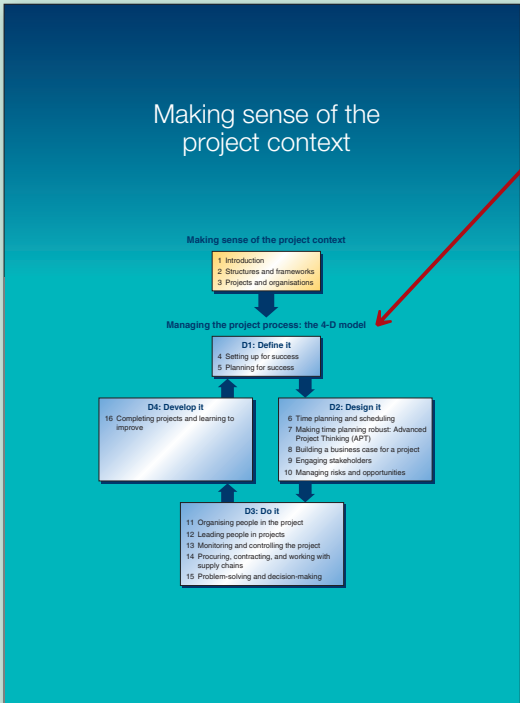 Making sense of the
project context
Making sense of the project context
1 Introduction
2 Structures and frameworks
3 Projects and organisations
Managing the project process: the 4-D model
D1: Define it
4 Setting up for success
5 Planning for success
D4: Develop it
16 Completing projects and learning to
improve
D2: Design it
6 Time planning and scheduling
7 Making time planning robust: Advanced
Project Thinking (APT)
8 Building a business case for a project
9 Engaging stakeholders
10 Managing risks and opportunities
D3: Do it
11 Organising people in the project
12 Leading people in projects
13 Monitoring and controlling the project
14 Procuring, contracting, and working with
supply chains
15 Problem-solving and decision-making